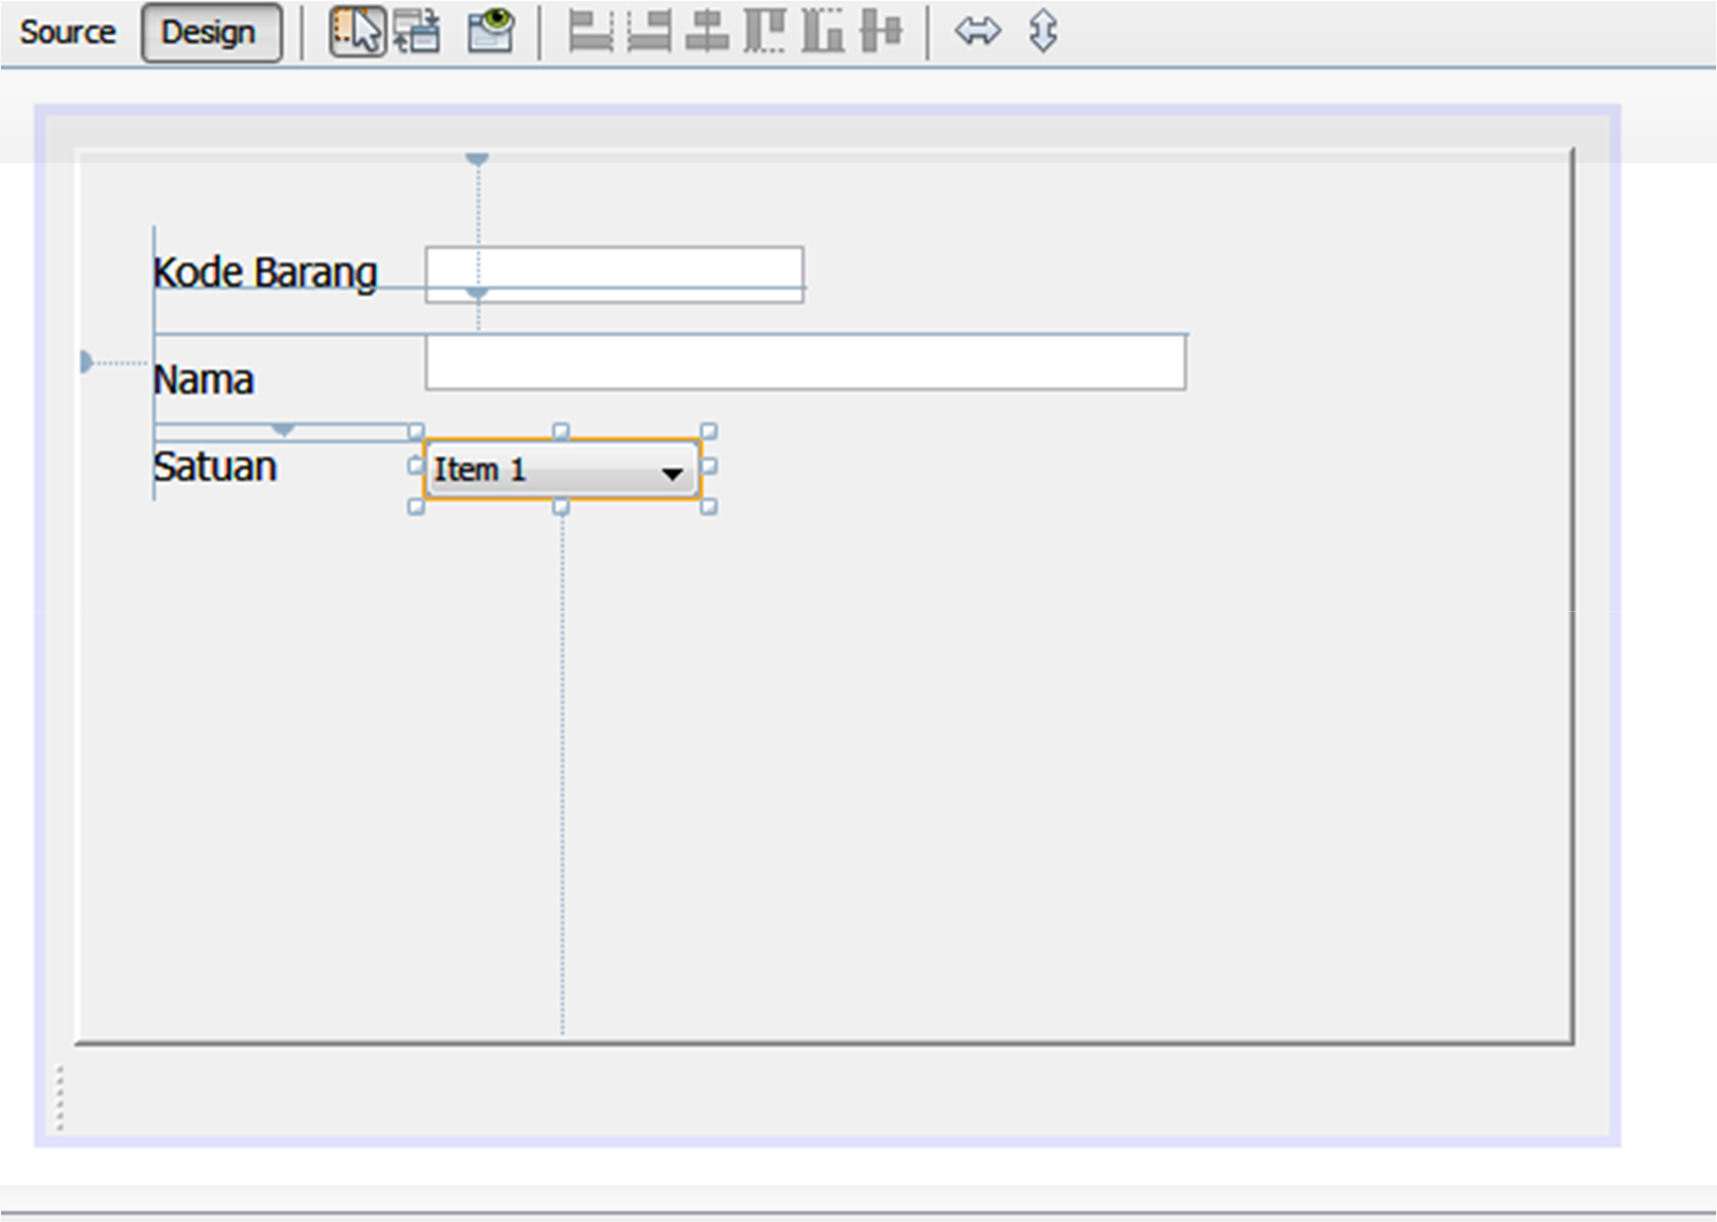 Source Design
Kode Barang
Nama
Satuan Item 1